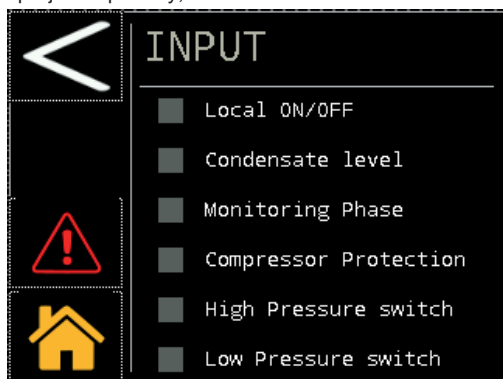 INPUT
Local ON/OFF
Condensate level
Monitoring Phase
Compressor Protection
High Pressure switch
Low Pressure switch